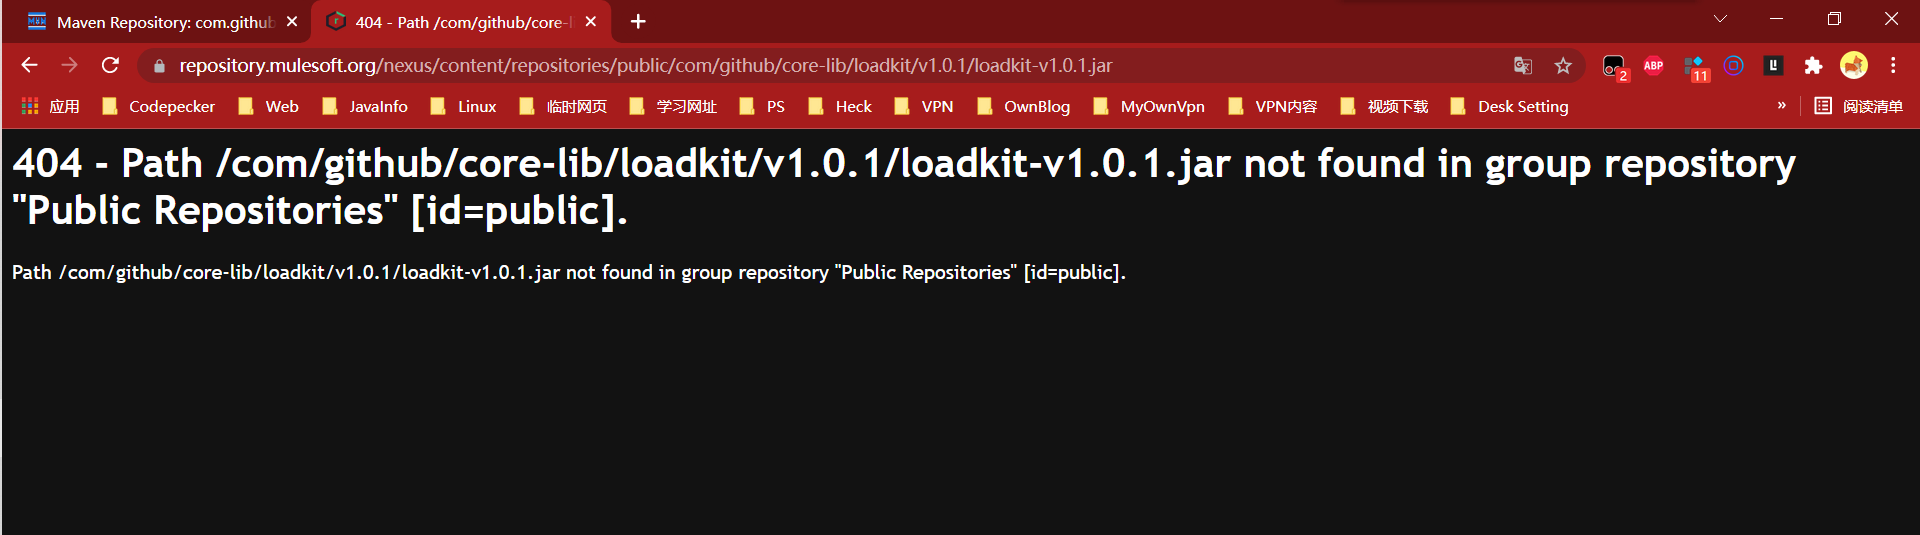 Maven Repository: com.github
404 - Path /com/github/core-l
repository.mulesoft.org/nexus/content/repositories/public/com/github/core-lib/loadkit/v1.0.1/loadkit-v1.0.1.jar
2
ABP
11
应用 Codepecker Web JavaInfo Linux 临时网页 学习网址 PS Heck VPN OwnBlog MyOwnVpn VPN内容 视频下载 Desk Setting » 阅读清单
404 - Path /com/github/core-lib/loadkit/v1.0.1/loadkit-v1.0.1.jar not found in group repository
"Public Repositories" [id=public].
Path /com/github/core-lib/loadkit/v1.0.1/loadkit-v1.0.1.jar not found in group repository "Public Repositories" [id=public].